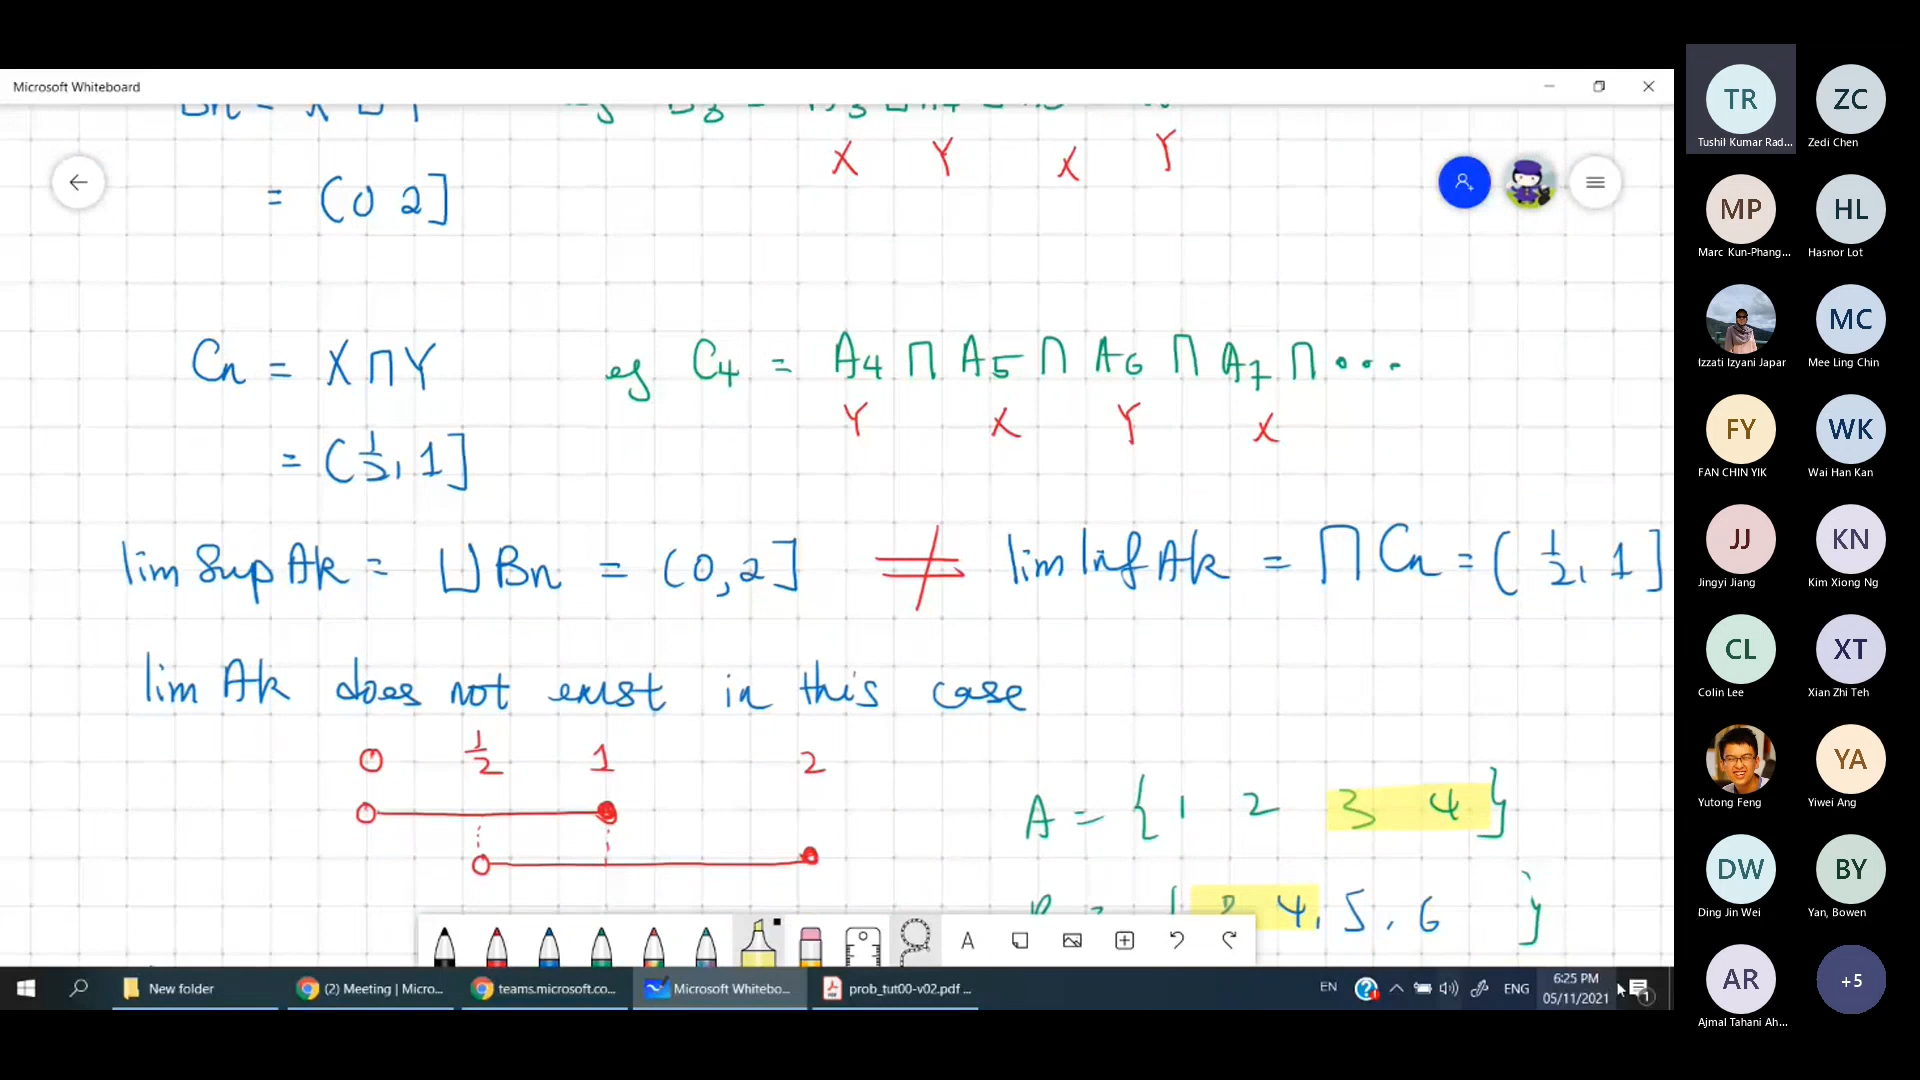 Microsoft Whiteboard
Bn = X ⊔ Y
X Y X Y
= (0 2]
Cn = X ⊓ Y eg C4 = A4 ⊓ A5 ⊓ A6 ⊓ A7 ⊓ ...
Y X Y X
= (1/2, 1]
lim Sup Ak = ⊔ Bn = (0, 2] ≠ lim Inf Ak = ⊓ Cn = ( 1/2, 1 ]
lim Ak does not exist in this case
0 1/2 1 2
A = { 1 2 3 4 }
4, 5, 6 }
A
New folder
(2) Meeting | Micro...
teams.microsoft.co...
Microsoft Whitebo...
prob_tut00-v02.pdf ...
EN
ENG
6:25 PM
05/11/2021
1
TR ZC
Tushil Kumar Rad... Zedi Chen
MP HL
Marc Kun-Phang... Hasnor Lot
MC
Izzati Izyani Japar Mee Ling Chin
FY WK
FAN CHIN YIK Wai Han Kan
JJ KN
Jingyi Jiang Kim Xiong Ng
CL XT
Colin Lee Xian Zhi Teh
YA
Yutong Feng Yiwei Ang
DW BY
Ding Jin Wei Yan, Bowen
AR +5
Ajmal Tahani Ah...